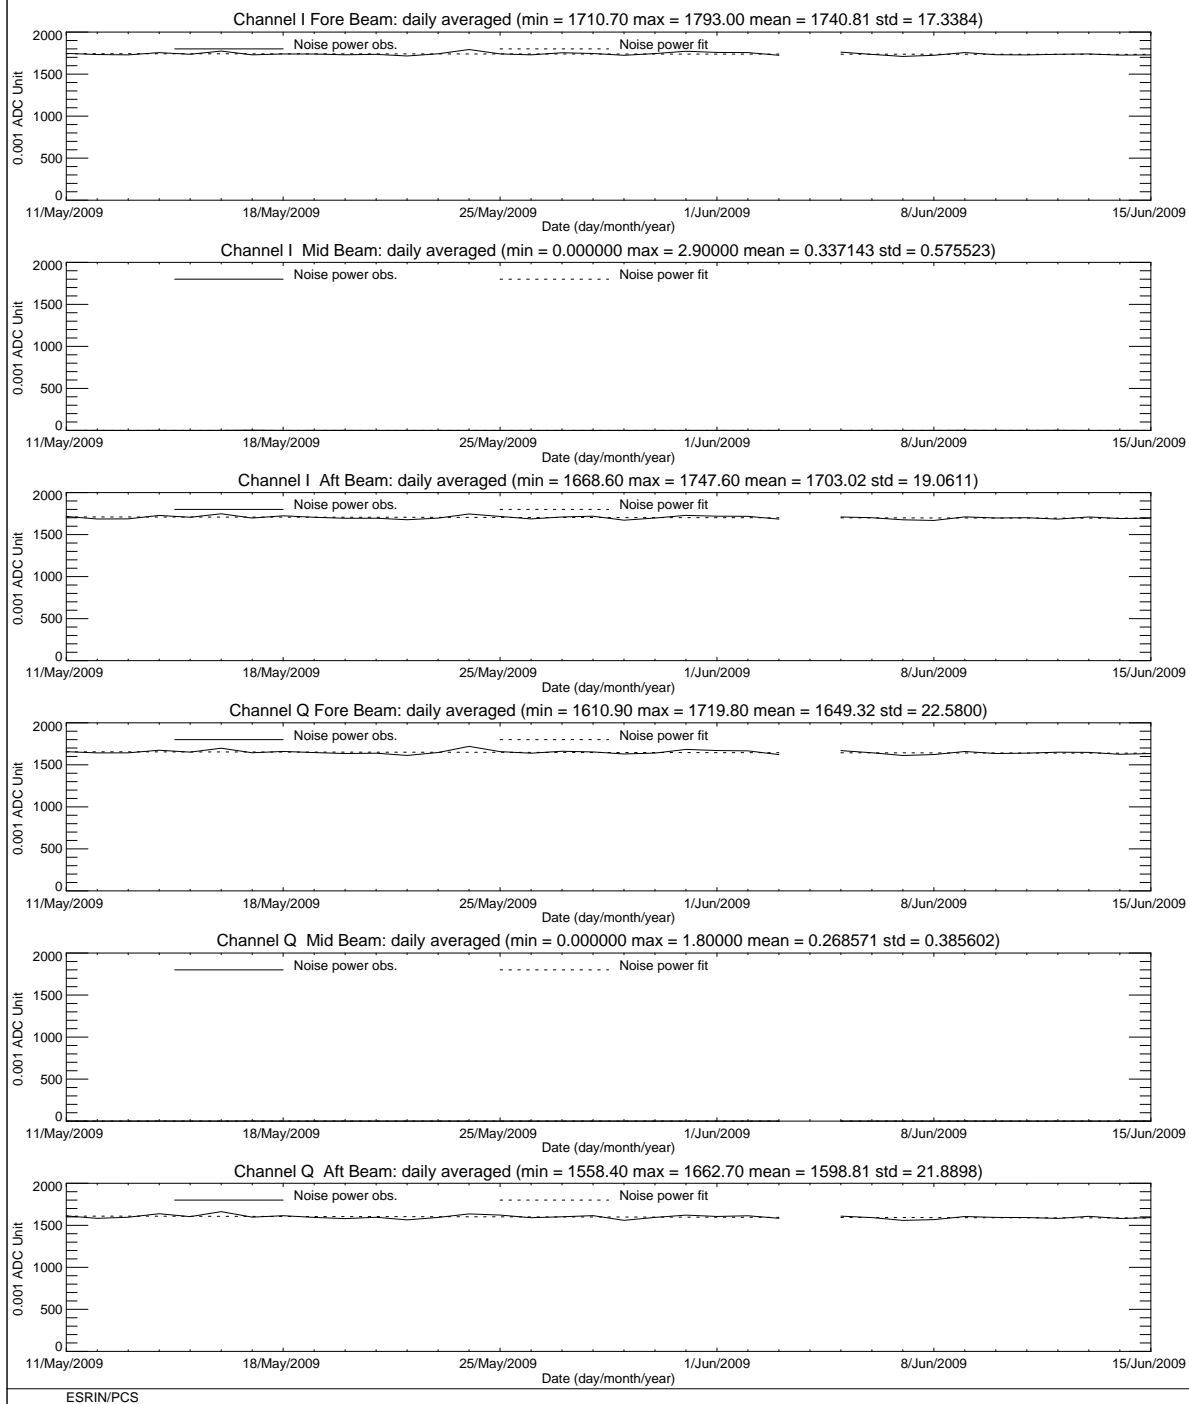 Channel I Fore Beam: daily averaged (min = 1710.70 max = 1793.00 mean = 1740.81 std = 17.3384)
2000
Noise power obs.
Noise power fit
1500
1000
500
0
0.001 ADC Unit
11/May/2009 18/May/2009 25/May/2009 1/Jun/2009 8/Jun/2009 15/Jun/2009
Date (day/month/year)
Channel I Mid Beam: daily averaged (min = 0.000000 max = 2.90000 mean = 0.337143 std = 0.575523)
2000
Noise power obs.
Noise power fit
1500
1000
500
0
0.001 ADC Unit
11/May/2009 18/May/2009 25/May/2009 1/Jun/2009 8/Jun/2009 15/Jun/2009
Date (day/month/year)
Channel I Aft Beam: daily averaged (min = 1668.60 max = 1747.60 mean = 1703.02 std = 19.0611)
2000
Noise power obs.
Noise power fit
1500
1000
500
0
0.001 ADC Unit
11/May/2009 18/May/2009 25/May/2009 1/Jun/2009 8/Jun/2009 15/Jun/2009
Date (day/month/year)
Channel Q Fore Beam: daily averaged (min = 1610.90 max = 1719.80 mean = 1649.32 std = 22.5800)
2000
Noise power obs.
Noise power fit
1500
1000
500
0
0.001 ADC Unit
11/May/2009 18/May/2009 25/May/2009 1/Jun/2009 8/Jun/2009 15/Jun/2009
Date (day/month/year)
Channel Q Mid Beam: daily averaged (min = 0.000000 max = 1.80000 mean = 0.268571 std = 0.385602)
2000
Noise power obs.
Noise power fit
1500
1000
500
0
0.001 ADC Unit
11/May/2009 18/May/2009 25/May/2009 1/Jun/2009 8/Jun/2009 15/Jun/2009
Date (day/month/year)
Channel Q Aft Beam: daily averaged (min = 1558.40 max = 1662.70 mean = 1598.81 std = 21.8898)
2000
Noise power obs.
Noise power fit
1500
1000
500
0
0.001 ADC Unit
11/May/2009 18/May/2009 25/May/2009 1/Jun/2009 8/Jun/2009 15/Jun/2009
Date (day/month/year)
ESRIN/PCS